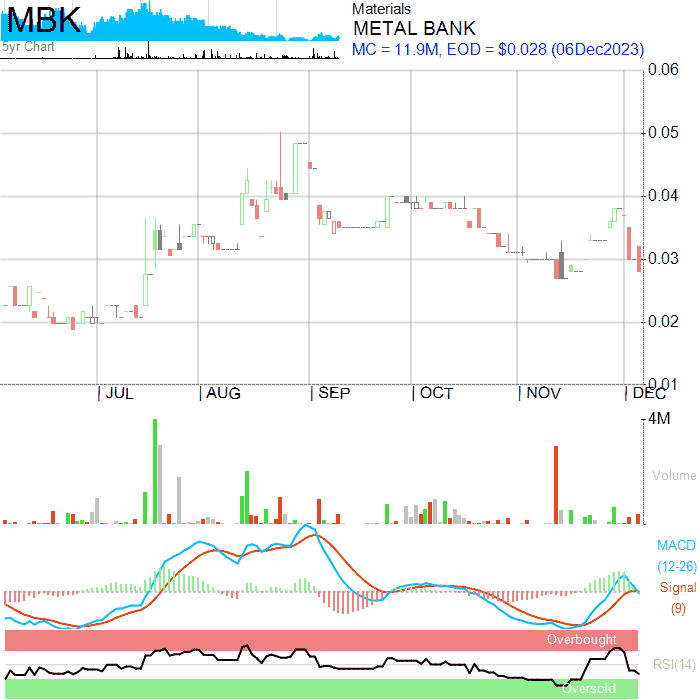 MBK
5yr Chart
Materials
METAL BANK
MC = 11.9M, EOD = $0.028 (06Dec2023)
0.06
0.05
0.04
0.03
0.02
0.01
JUL
AUG
SEP
OCT
NOV
DEC
4M
Volume
MACD
(12-26)
Signal
(9)
Overbought
RSI(14)
Oversold